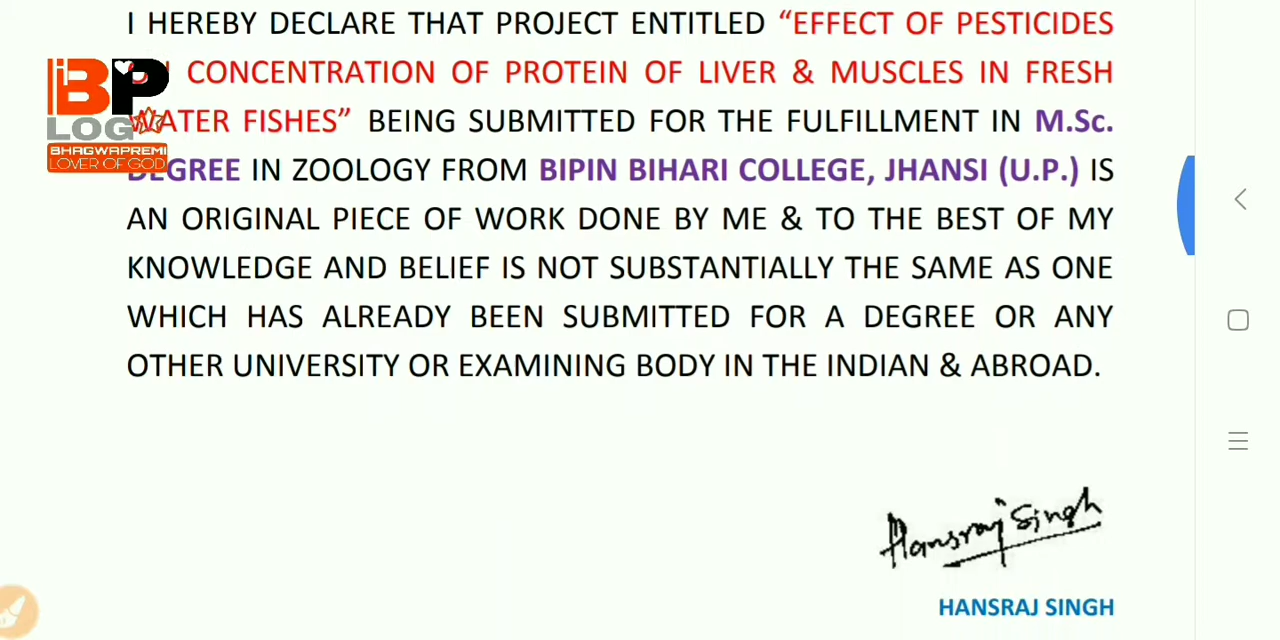 I HEREBY DECLARE THAT PROJECT ENTITLED “EFFECT OF PESTICIDES
CONCENTRATION OF PROTEIN OF LIVER & MUSCLES IN FRESH
WATER FISHES” BEING SUBMITTED FOR THE FULFILLMENT IN M.Sc.
DEGREE IN ZOOLOGY FROM BIPIN BIHARI COLLEGE, JHANSI (U.P.) IS
AN ORIGINAL PIECE OF WORK DONE BY ME & TO THE BEST OF MY
KNOWLEDGE AND BELIEF IS NOT SUBSTANTIALLY THE SAME AS ONE
WHICH HAS ALREADY BEEN SUBMITTED FOR A DEGREE OR ANY
OTHER UNIVERSITY OR EXAMINING BODY IN THE INDIAN & ABROAD.
BP
LOG
BHAGWAPREMI
LOVER OF GOD
Hansraj Singh
HANSRAJ SINGH